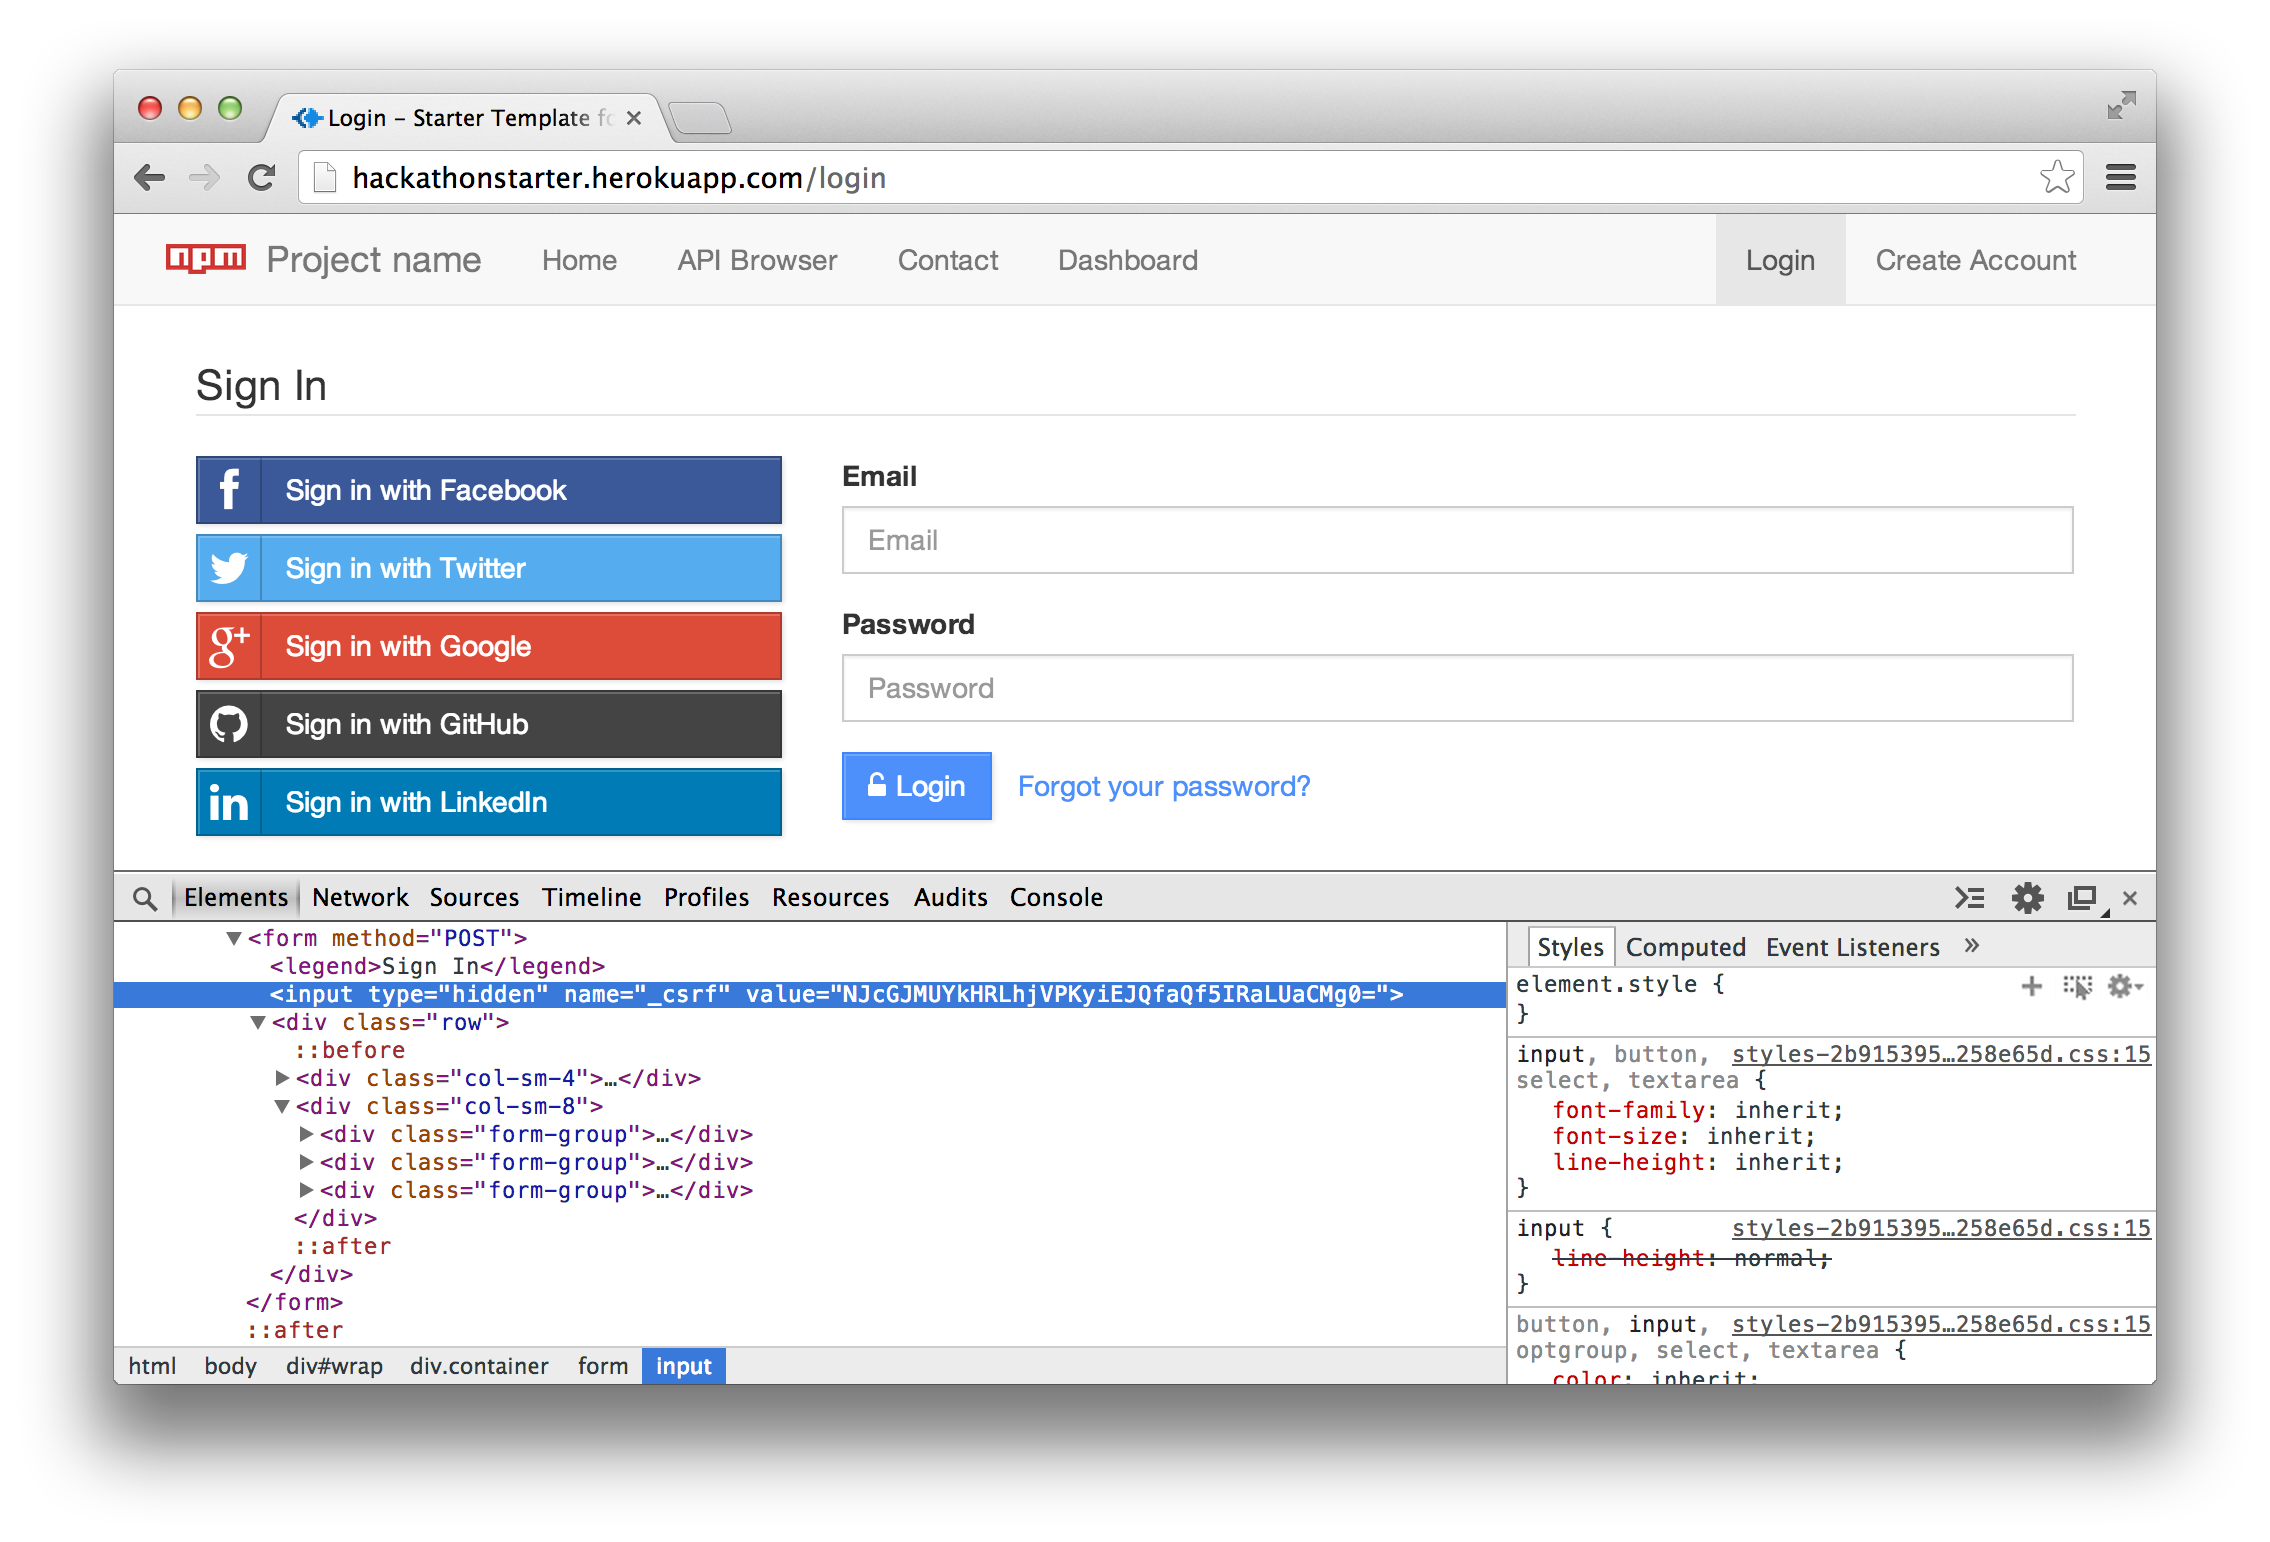 Login – Starter Template fo
hackathonstarter.herokuapp.com/login
npm Project name Home API Browser Contact Dashboard Login Create Account
Sign In
f Sign in with Facebook
Sign in with Twitter
g+ Sign in with Google
Sign in with GitHub
in Sign in with LinkedIn
Email
Email
Password
Password
Login Forgot your password?
Elements Network Sources Timeline Profiles Resources Audits Console
<form method="POST">
<legend>Sign In</legend>
<input type="hidden" name="_csrf" value="NJcGJMUYkHRLhjVPKyiEJQfaQf5IRaLUaCMg0=">
<div class="row">
::before
<div class="col-sm-4">…</div>
<div class="col-sm-8">
<div class="form-group">…</div>
<div class="form-group">…</div>
<div class="form-group">…</div>
</div>
::after
</div>
</form>
::after
html body div#wrap div.container form input
Styles Computed Event Listeners »
element.style {
}
input, button, styles-2b915395…258e65d.css:15
select, textarea {
font-family: inherit;
font-size: inherit;
line-height: inherit;
}
input { styles-2b915395…258e65d.css:15
line-height: normal;
}
button, input, styles-2b915395…258e65d.css:15
optgroup, select, textarea {
color: inherit;